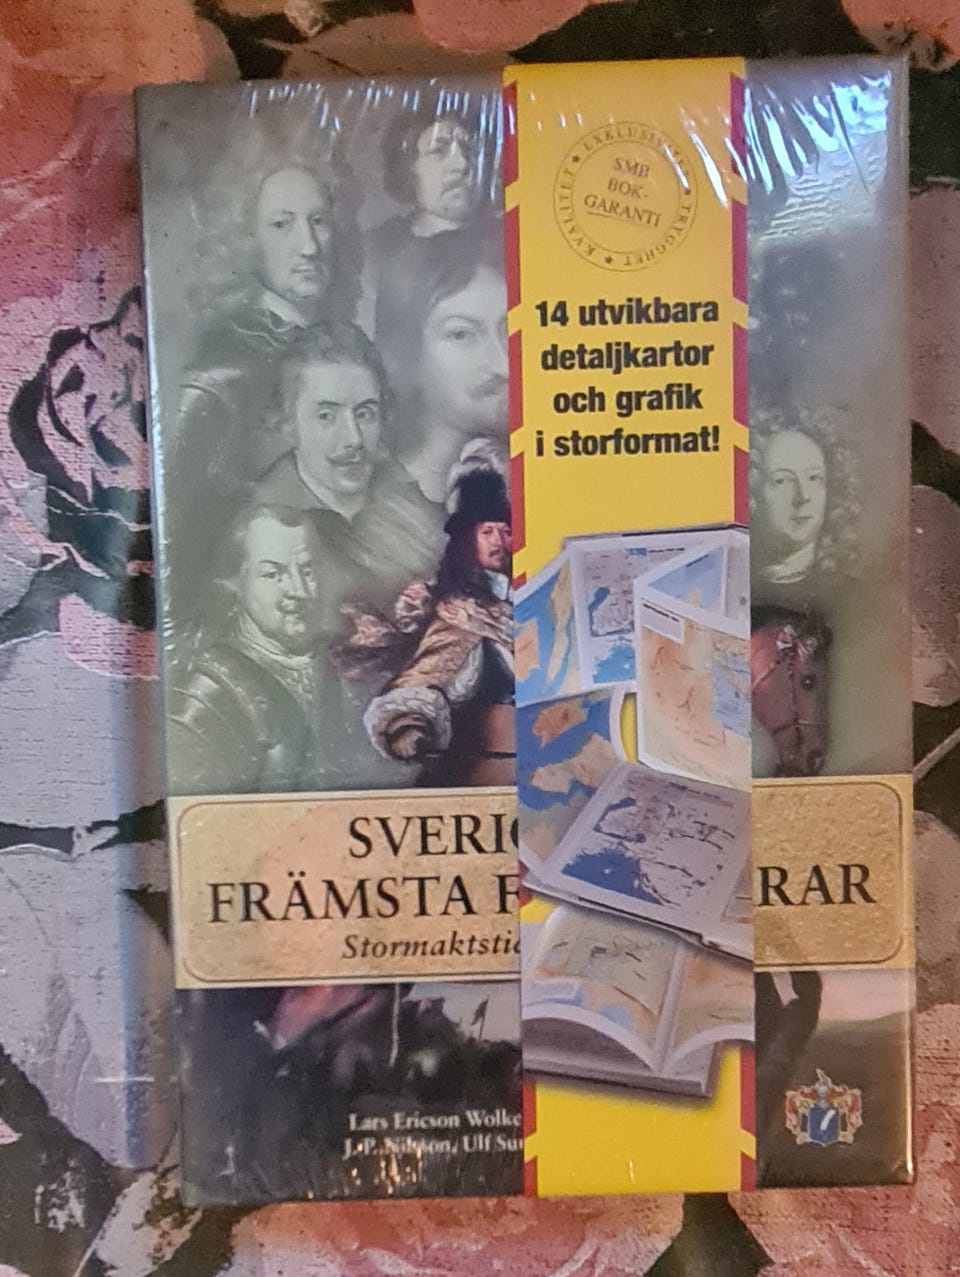 EXKLUSIVITET ★ TRYGGHET ★ KVALITET ★
SMB
BOK-
GARANTI
14 utvikbara
detaljkartor
och grafik
i storformat!
SVERIG
FRÄMSTA F RAR
Stormaktstid
Lars Ericson Wolke
J.-P. Nilsson, Ulf Sun